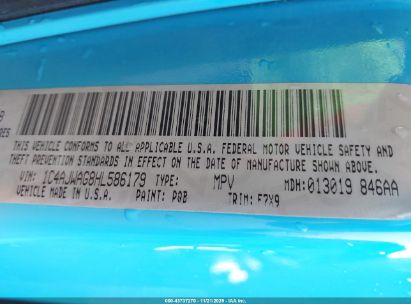 THIS VEHICLE CONFORMS TO ALL APPLICABLE U.S.A. FEDERAL MOTOR VEHICLE SAFETY AND
THEFT PREVENTION STANDARDS IN EFFECT ON THE DATE OF MANUFACTURE SHOWN ABOVE.
VIN: 1C4AJWAG8HL586179 TYPE: MPV MDH: 013019 846AA
VEHICLE MADE IN U.S.A. PAINT: PQB TRIM: F7X9